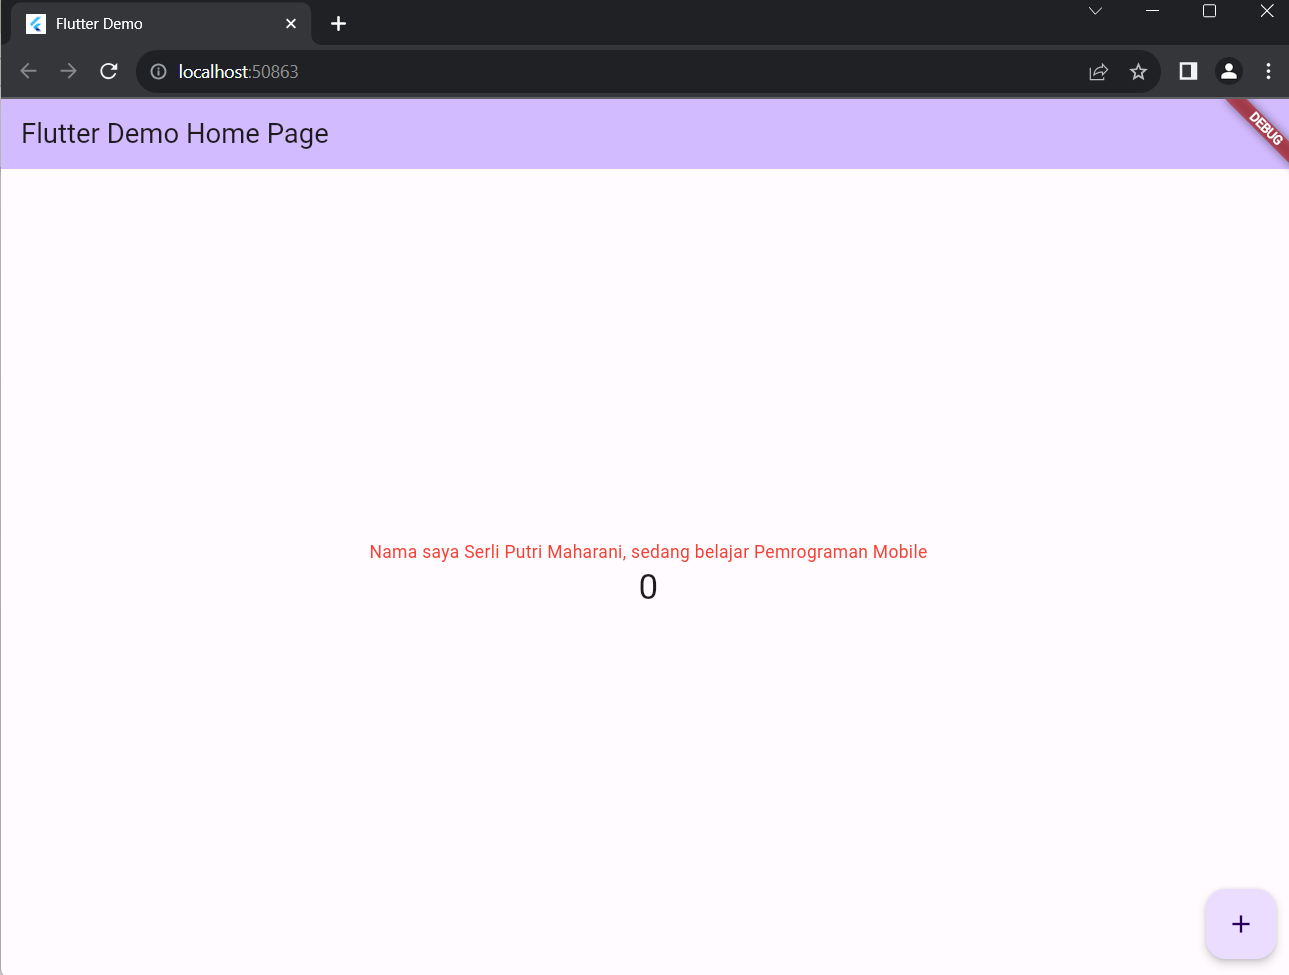 Flutter Demo
localhost:50863
Flutter Demo Home Page
DEBUG
Nama saya Serli Putri Maharani, sedang belajar Pemrograman Mobile
0